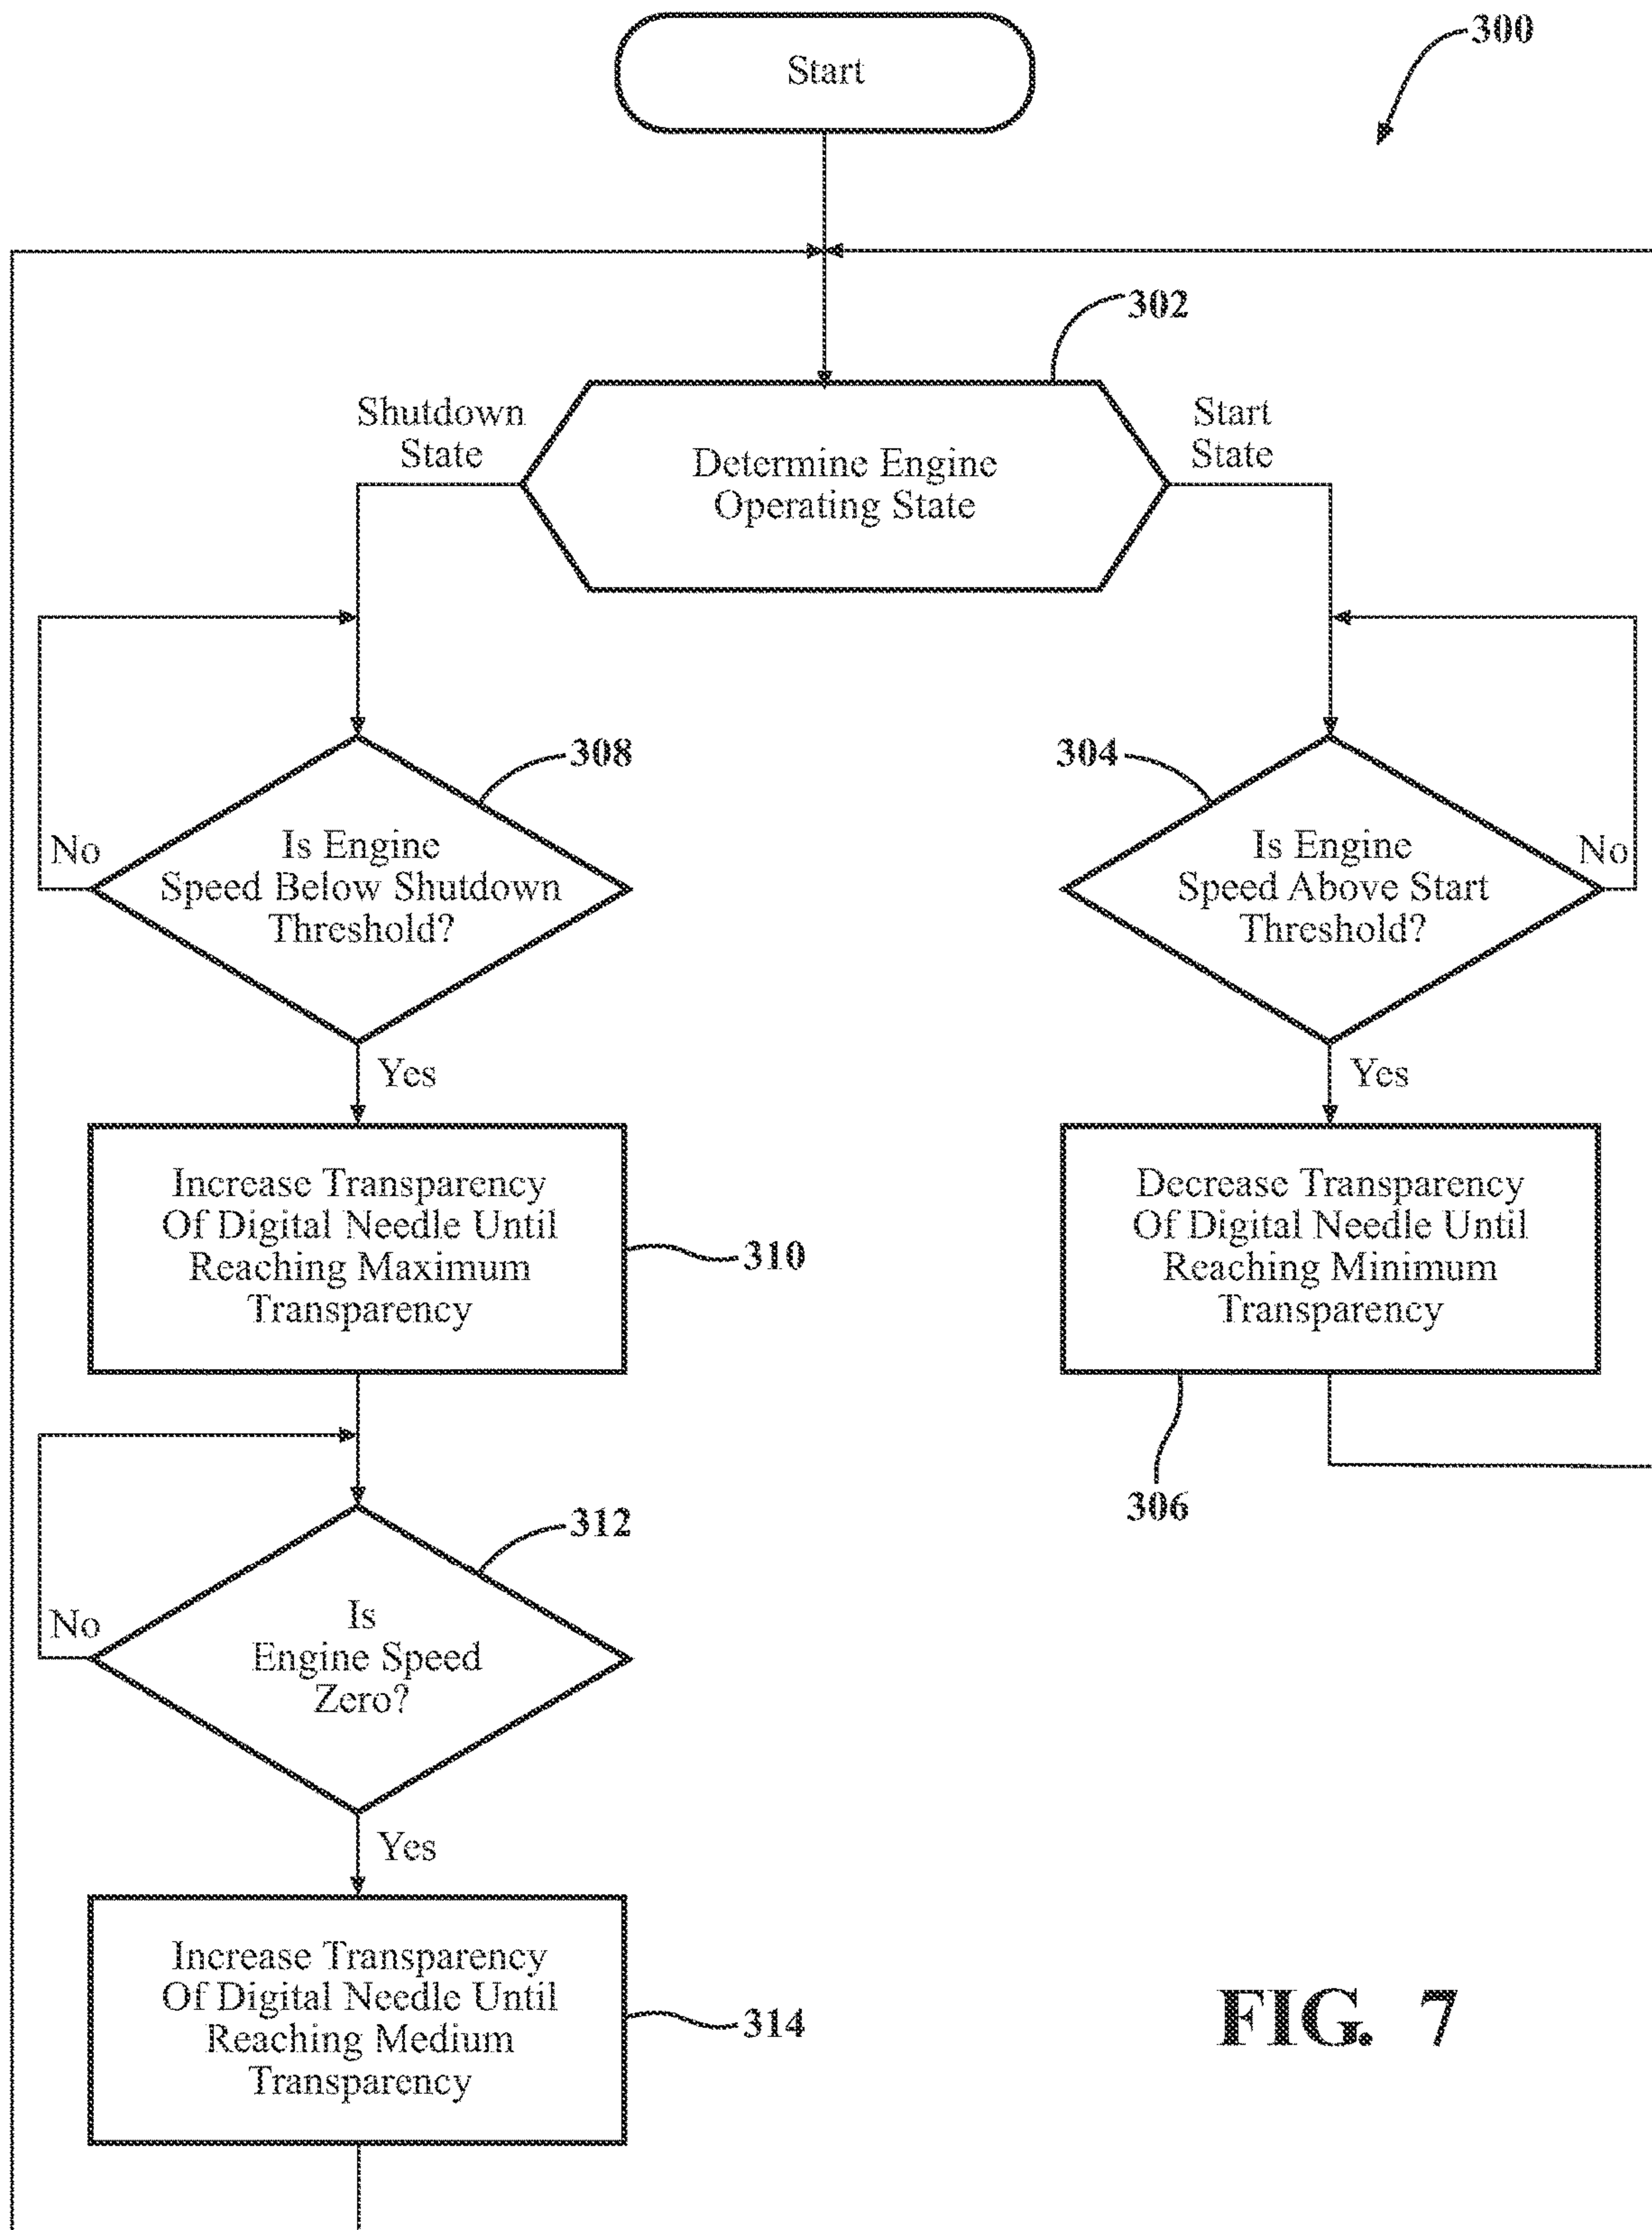 Start
300
302
Shutdown
State
Start
State
Determine Engine
Operating State
308
304
Is Engine
Speed Below Shutdown
Threshold?
No
Is Engine
Speed Above Start
Threshold?
No
Yes
Yes
Increase Transparency
Of Digital Needle Until
Reaching Maximum
Transparency
310
Decrease Transparency
Of Digital Needle Until
Reaching Minimum
Transparency
306
312
Is
Engine Speed
Zero?
No
Yes
Increase Transparency
Of Digital Needle Until
Reaching Medium
Transparency
314
FIG. 7